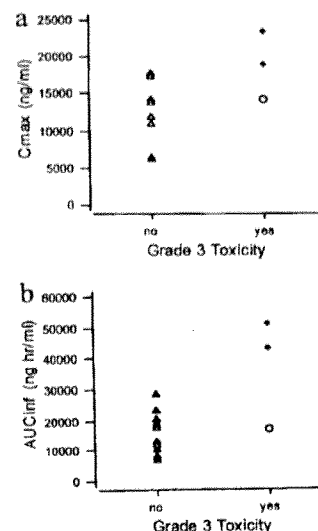 a
Cmax (ng/ml)
25000
20000
15000
10000
5000
0
no
yes
Grade 3 Toxicity
b
AUCinf (ng hr/ml)
60000
50000
40000
30000
20000
10000
0
no
yes
Grade 3 Toxicity